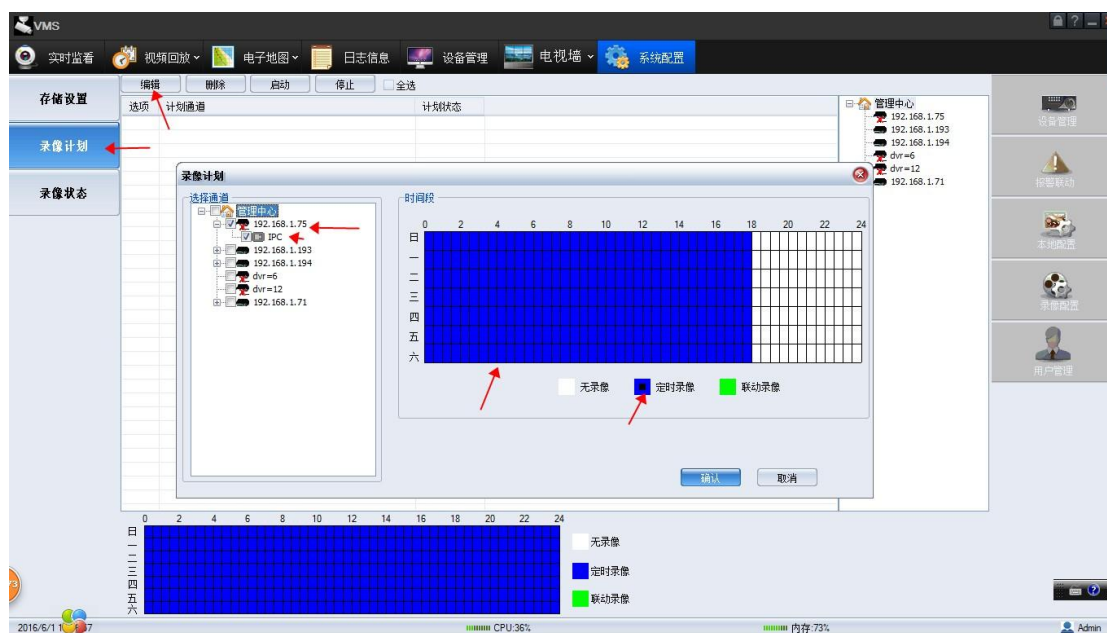 VMS
实时监看 视频回放 电子地图 日志信息 设备管理 电视墙 系统配置
存储设置
录像计划
录像状态
编辑 删除 启动 停止 全选
选项 计划通道 计划状态
管理中心
192.168.1.75
192.168.1.193
192.168.1.194
dvr=6
dvr=12
192.168.1.71
设备管理
报警联动
本地配置
录像配置
用户管理
录像计划
选择通道
管理中心
192.168.1.75
IPC
192.168.1.193
192.168.1.194
dvr=6
dvr=12
192.168.1.71
时间段
0 2 4 6 8 10 12 14 16 18 20 22 24
日
一
二
三
四
五
六
无录像 定时录像 联动录像
确认 取消
0 2 4 6 8 10 12 14 16 18 20 22 24
日
一
二
三
四
五
六
无录像
定时录像
联动录像
2016/6/1 CPU:36% 内存:73% Admin